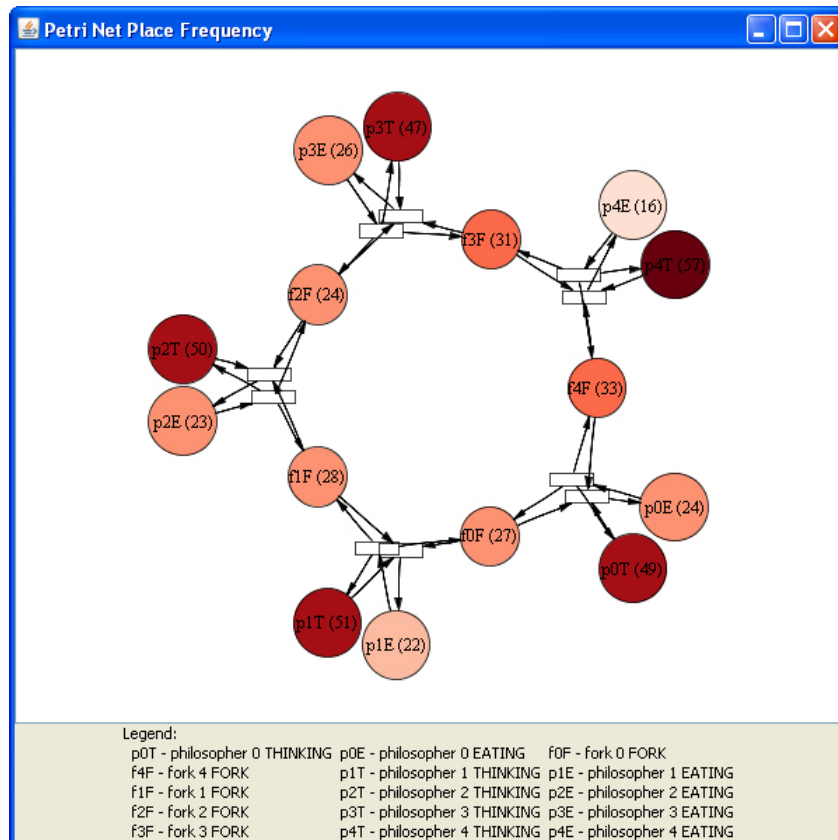 Petri Net Place Frequency
p3T (47)
p3E (26)
p4E (16)
f3F (31)
p4T (57)
f2F (24)
p2T (50)
f4F (33)
p2E (23)
f1F (28)
p0E (24)
f0F (27)
p0T (49)
p1T (51)
p1E (22)
Legend:
p0T - philosopher 0 THINKING p0E - philosopher 0 EATING f0F - fork 0 FORK
f4F - fork 4 FORK p1T - philosopher 1 THINKING p1E - philosopher 1 EATING
f1F - fork 1 FORK p2T - philosopher 2 THINKING p2E - philosopher 2 EATING
f2F - fork 2 FORK p3T - philosopher 3 THINKING p3E - philosopher 3 EATING
f3F - fork 3 FORK p4T - philosopher 4 THINKING p4E - philosopher 4 EATING